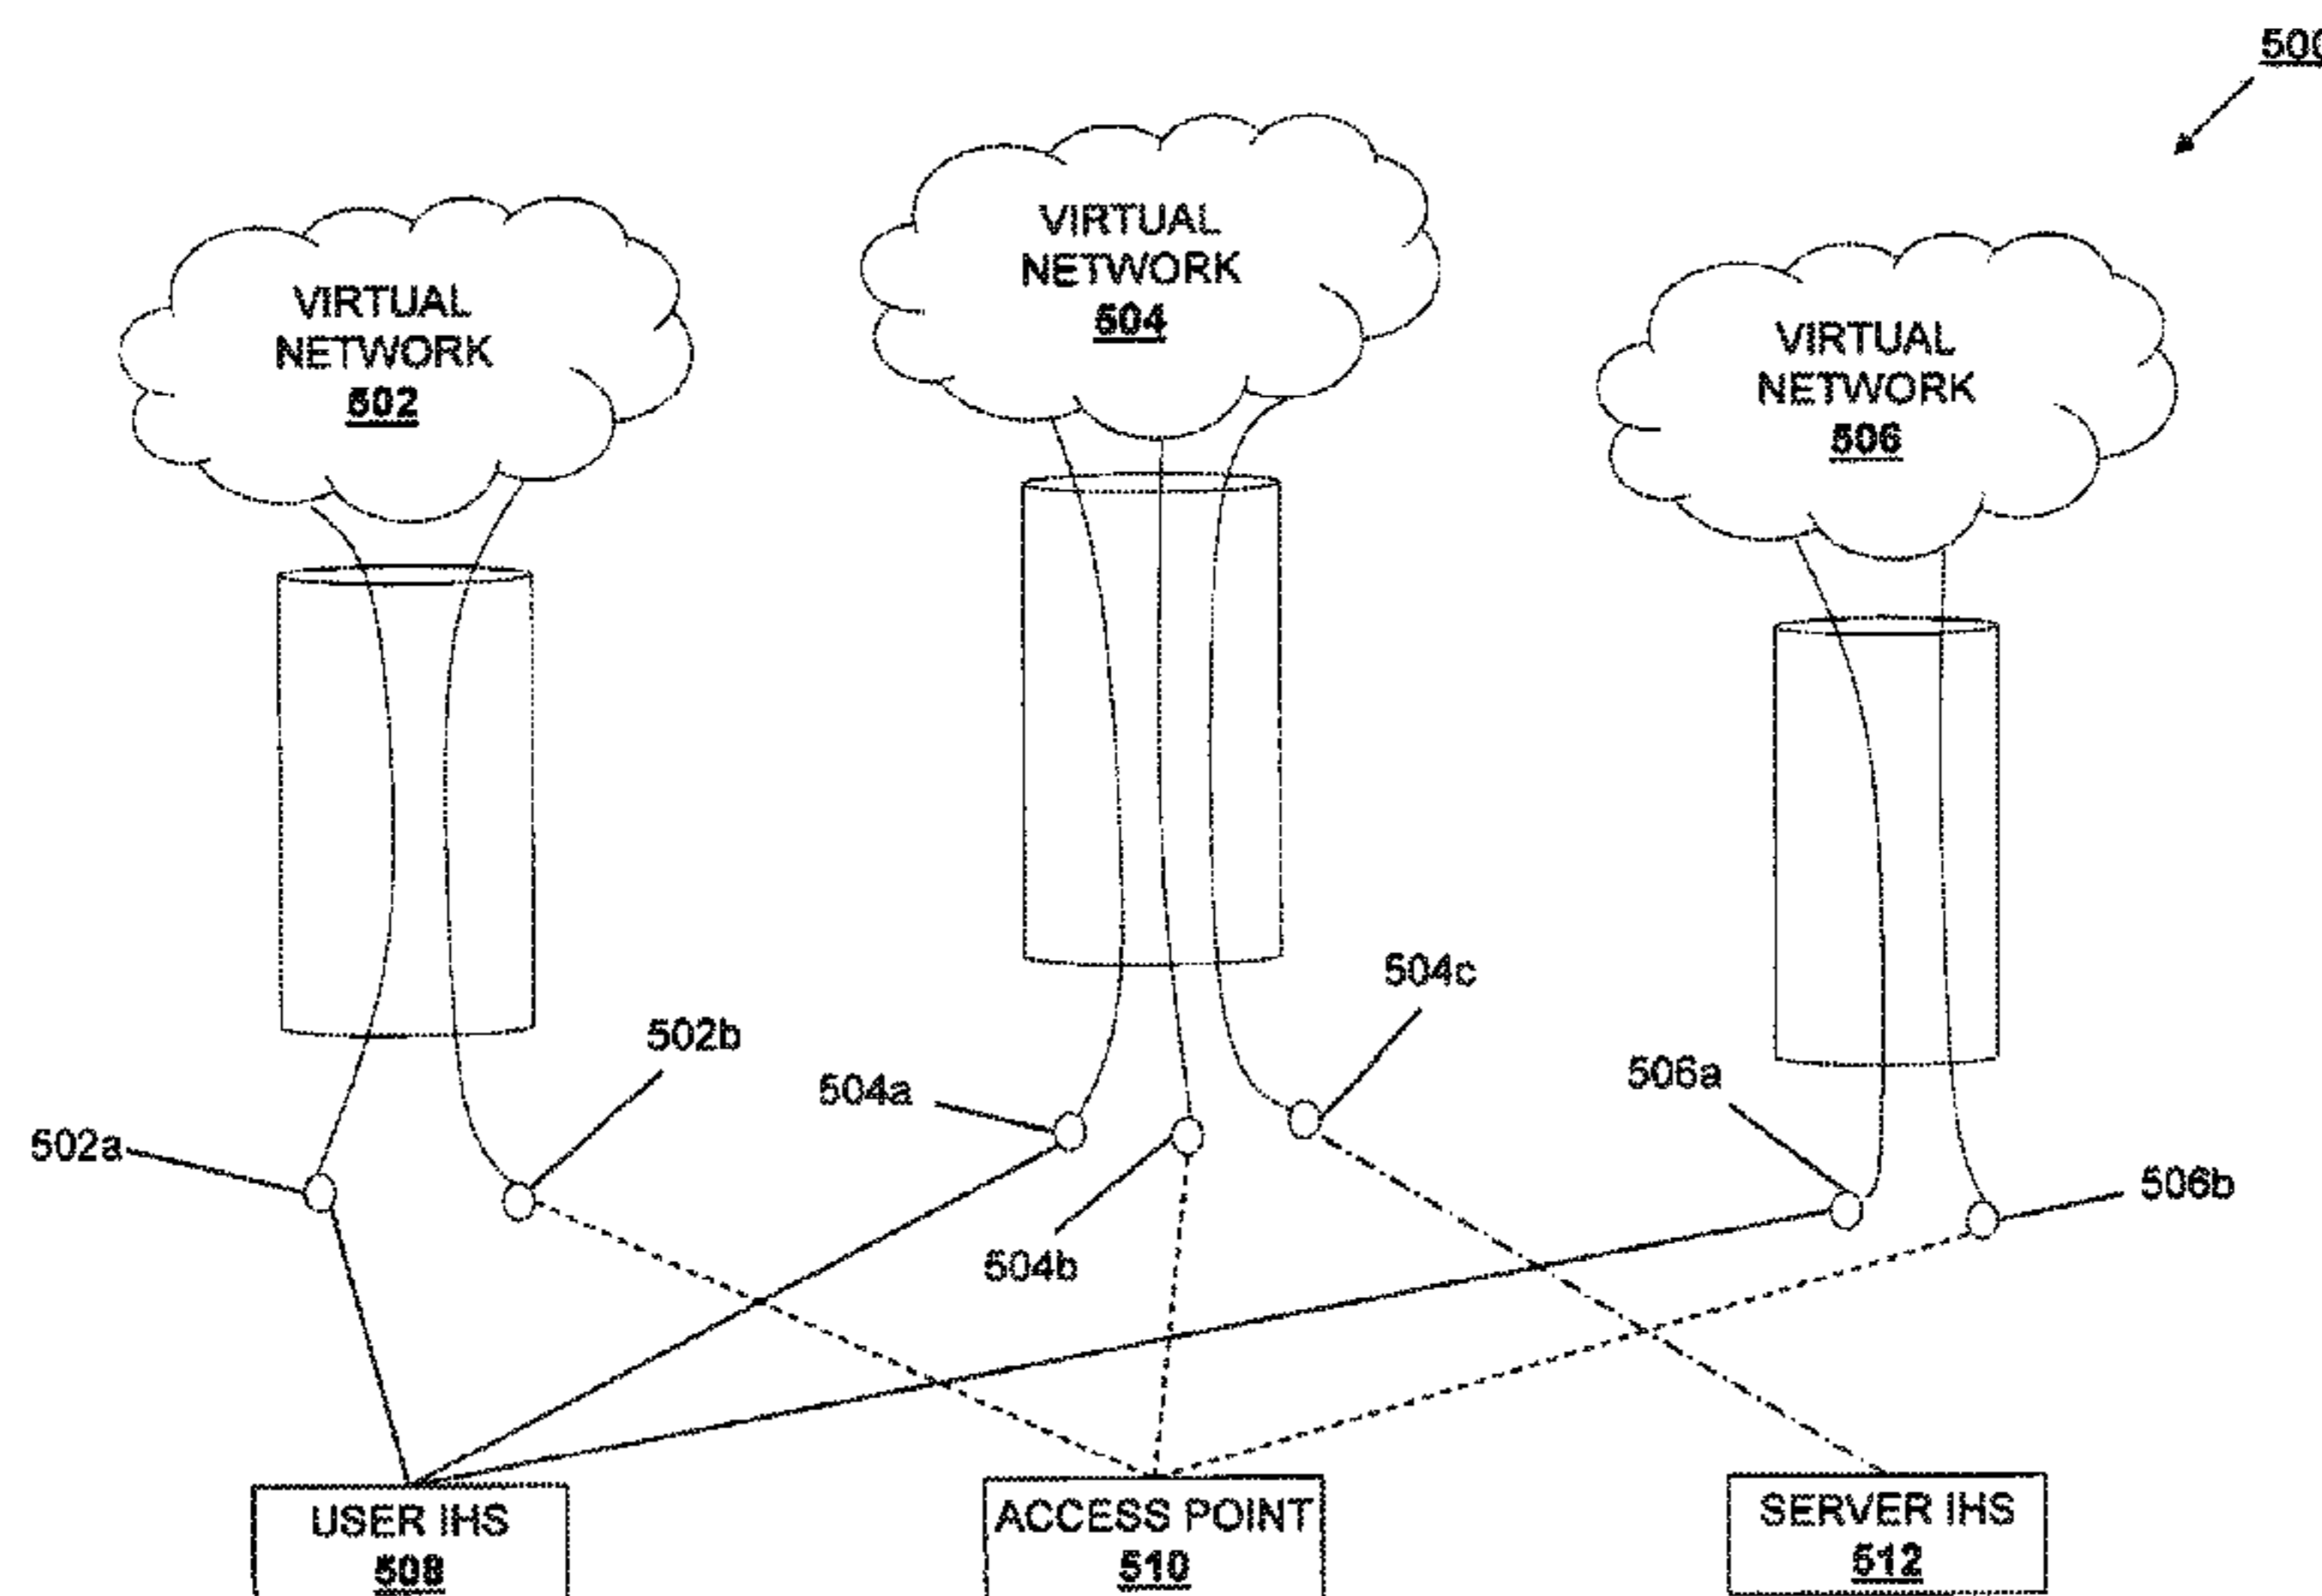 500
VIRTUAL
NETWORK
504
VIRTUAL
NETWORK
502
VIRTUAL
NETWORK
506
504c
502b
504a
506a
502a
506b
504b
USER IHS
508
ACCESS POINT
510
SERVER IHS
512